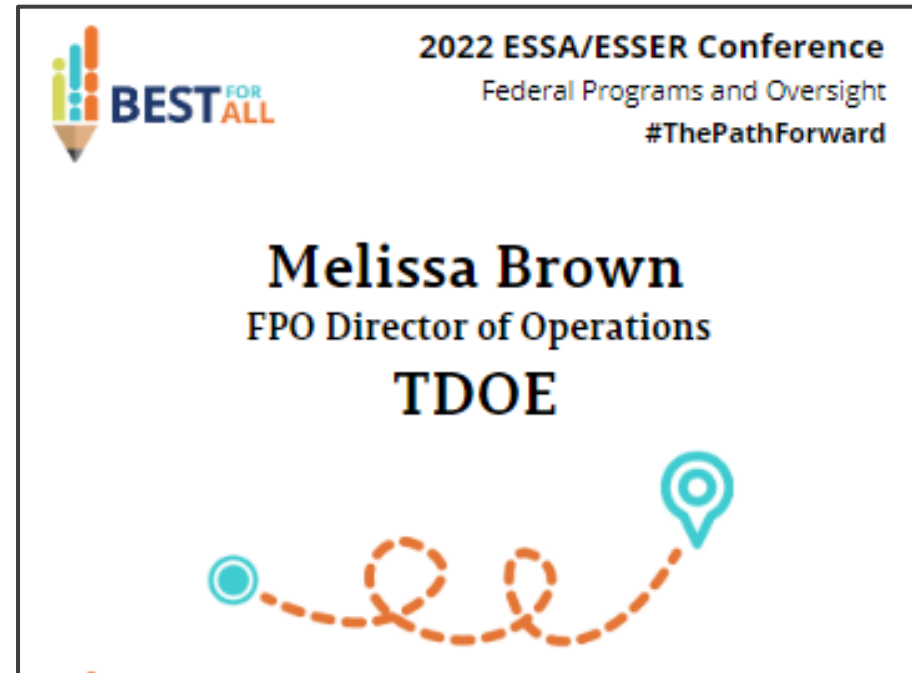 BEST FOR ALL
2022 ESSA/ESSER Conference
Federal Programs and Oversight
#ThePathForward
Melissa Brown
FPO Director of Operations
TDOE